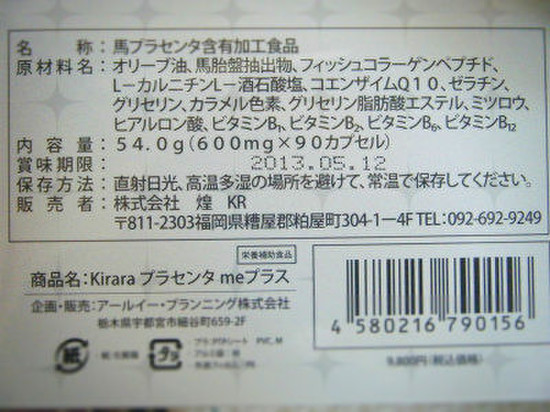 名　　称：馬プラセンタ含有加工食品
原材料名：オリーブ油、馬胎盤抽出物、フィッシュコラーゲンペプチド、
L−カルニチンL−酒石酸塩、コエンザイムQ10、ゼラチン、
グリセリン、カラメル色素、グリセリン脂肪酸エステル、ミツロウ、
ヒアルロン酸、ビタミンB1、ビタミンB2、ビタミンB6、ビタミンB12
内 容 量：54.0g(600mg×90カプセル)
賞味期限：2013.05.12
保存方法：直射日光、高温多湿の場所を避けて、常温で保存してください。
販 売 者：株式会社　煌　KR
〒811-2303福岡県糟屋郡粕屋町304-1−4F TEL：092-692-9249
栄養補助食品
商品名：Kirara プラセンタ meプラス
企画・販売：アールイー・プランニング株式会社
栃木県宇都宮市細谷町659-2F
4 580216 790156
紙
プラ
9,800円(税込価格)